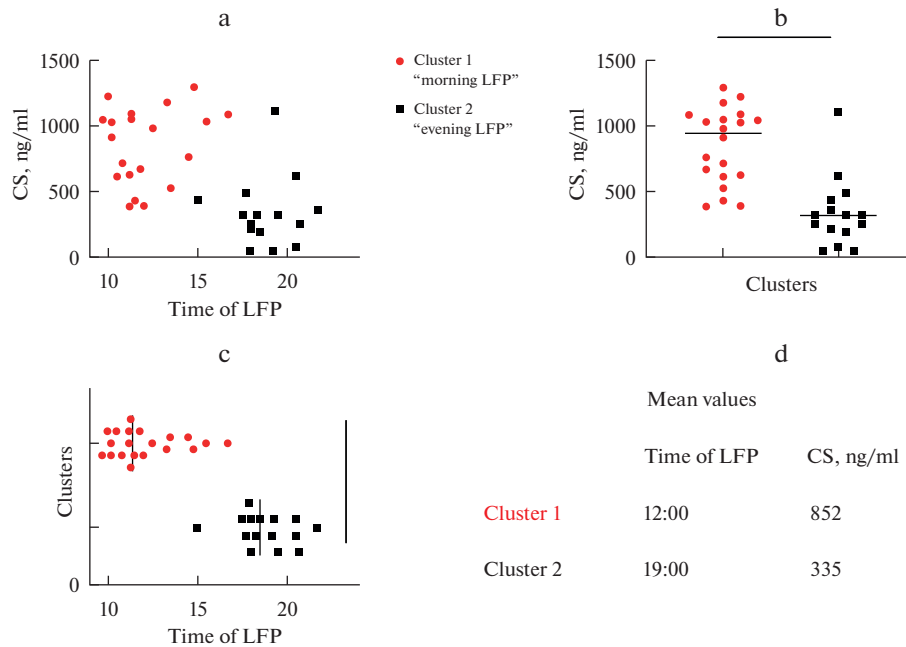 a
1500
1000
500
0
CS, ng/ml
10
15
20
Time of LFP
Cluster 1
“morning LFP”
Cluster 2
“evening LFP”
b
1500
1000
500
0
CS, ng/ml
Clusters
c
Clusters
0
10
15
20
Time of LFP
d
Mean values
Time of LFP CS, ng/ml
Cluster 1 12:00 852
Cluster 2 19:00 335